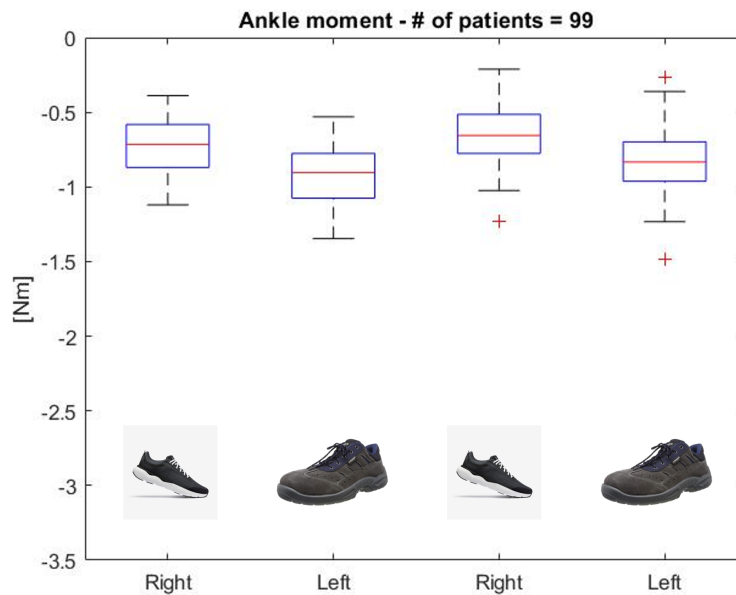 Ankle moment - # of patients = 99
0
-0.5
-1
-1.5
-2
-2.5
-3
-3.5
[Nm]
Right Left Right Left